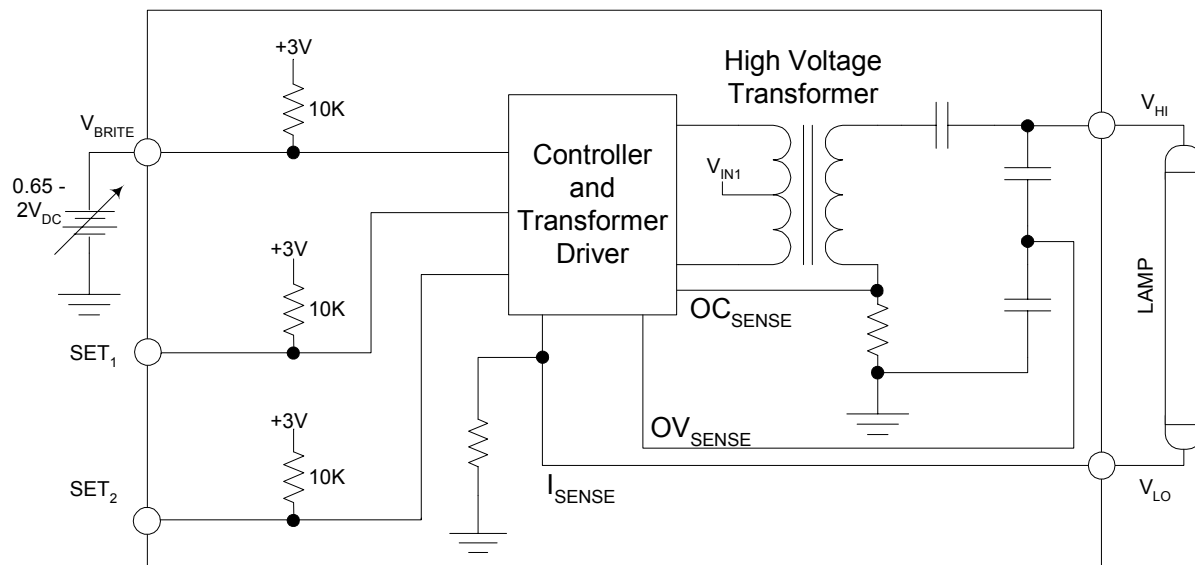 +3V
10K
V_BRITE
0.65 -
2V_DC
+3V
10K
SET_1
+3V
10K
SET_2
Controller
and
Transformer
Driver
High Voltage
Transformer
V_IN1
OC_SENSE
OV_SENSE
I_SENSE
V_HI
LAMP
V_LO